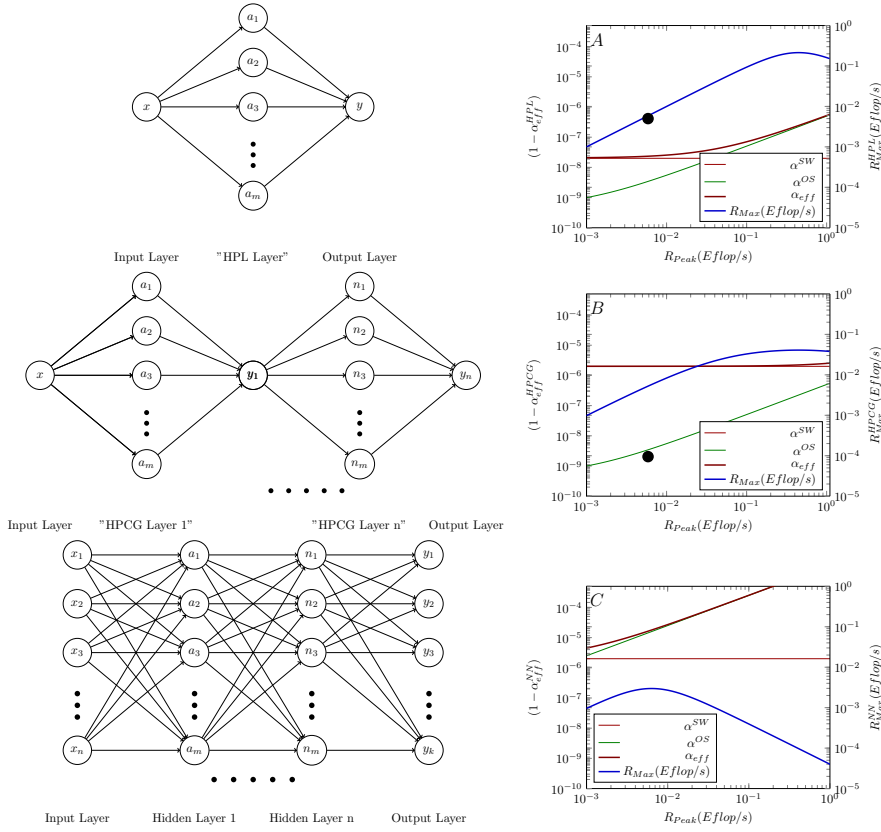 a1
a2
x
a3
y
am
Input Layer
"HPL Layer"
Output Layer
a1
n1
a2
n2
x
a3
y1
n3
yn
am
nm
Input Layer
"HPCG Layer 1"
"HPCG Layer n"
Output Layer
x1
a1
n1
y1
x2
a2
n2
y2
x3
a3
n3
y3
xn
am
nm
yk
Input Layer
Hidden Layer 1
Hidden Layer n
Output Layer
A
(1 − α_eff^HPL)
10^−4
10^−5
10^−6
10^−7
10^−8
10^−9
10^−10
α^SW
α^OS
α_eff
R_Max(Eflop/s)
10^0
10^−1
10^−2
10^−3
10^−4
10^−5
R_Max^HPL(Eflop/s)
10^−3
10^−2
10^−1
10^0
R_Peak(Eflop/s)
B
(1 − α_eff^HPCG)
10^−4
10^−5
10^−6
10^−7
10^−8
10^−9
10^−10
α^SW
α^OS
α_eff
R_Max(Eflop/s)
10^0
10^−1
10^−2
10^−3
10^−4
10^−5
R_Max^HPCG(Eflop/s)
10^−3
10^−2
10^−1
10^0
R_Peak(Eflop/s)
C
(1 − α_eff^NN)
10^−4
10^−5
10^−6
10^−7
10^−8
10^−9
10^−10
α^SW
α^OS
α_eff
R_Max(Eflop/s)
10^0
10^−1
10^−2
10^−3
10^−4
10^−5
R_Max^NN(Eflop/s)
10^−3
10^−2
10^−1
10^0
R_Peak(Eflop/s)